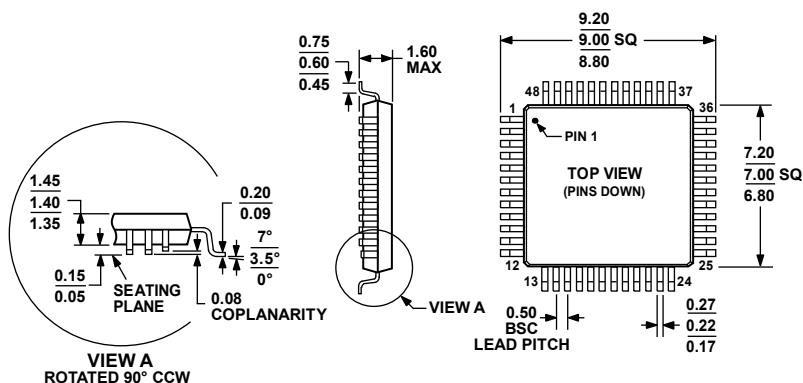 0.75
0.60
0.45
1.60
MAX
9.20
9.00 SQ
8.80
48
37
1
36
PIN 1
TOP VIEW
(PINS DOWN)
7.20
7.00 SQ
6.80
12
25
13
24
0.50
BSC
LEAD PITCH
0.27
0.22
0.17
1.45
1.40
1.35
0.20
0.09
7°
3.5°
0°
0.15
0.05
SEATING
PLANE
0.08
COPLANARITY
VIEW A
VIEW A
ROTATED 90° CCW